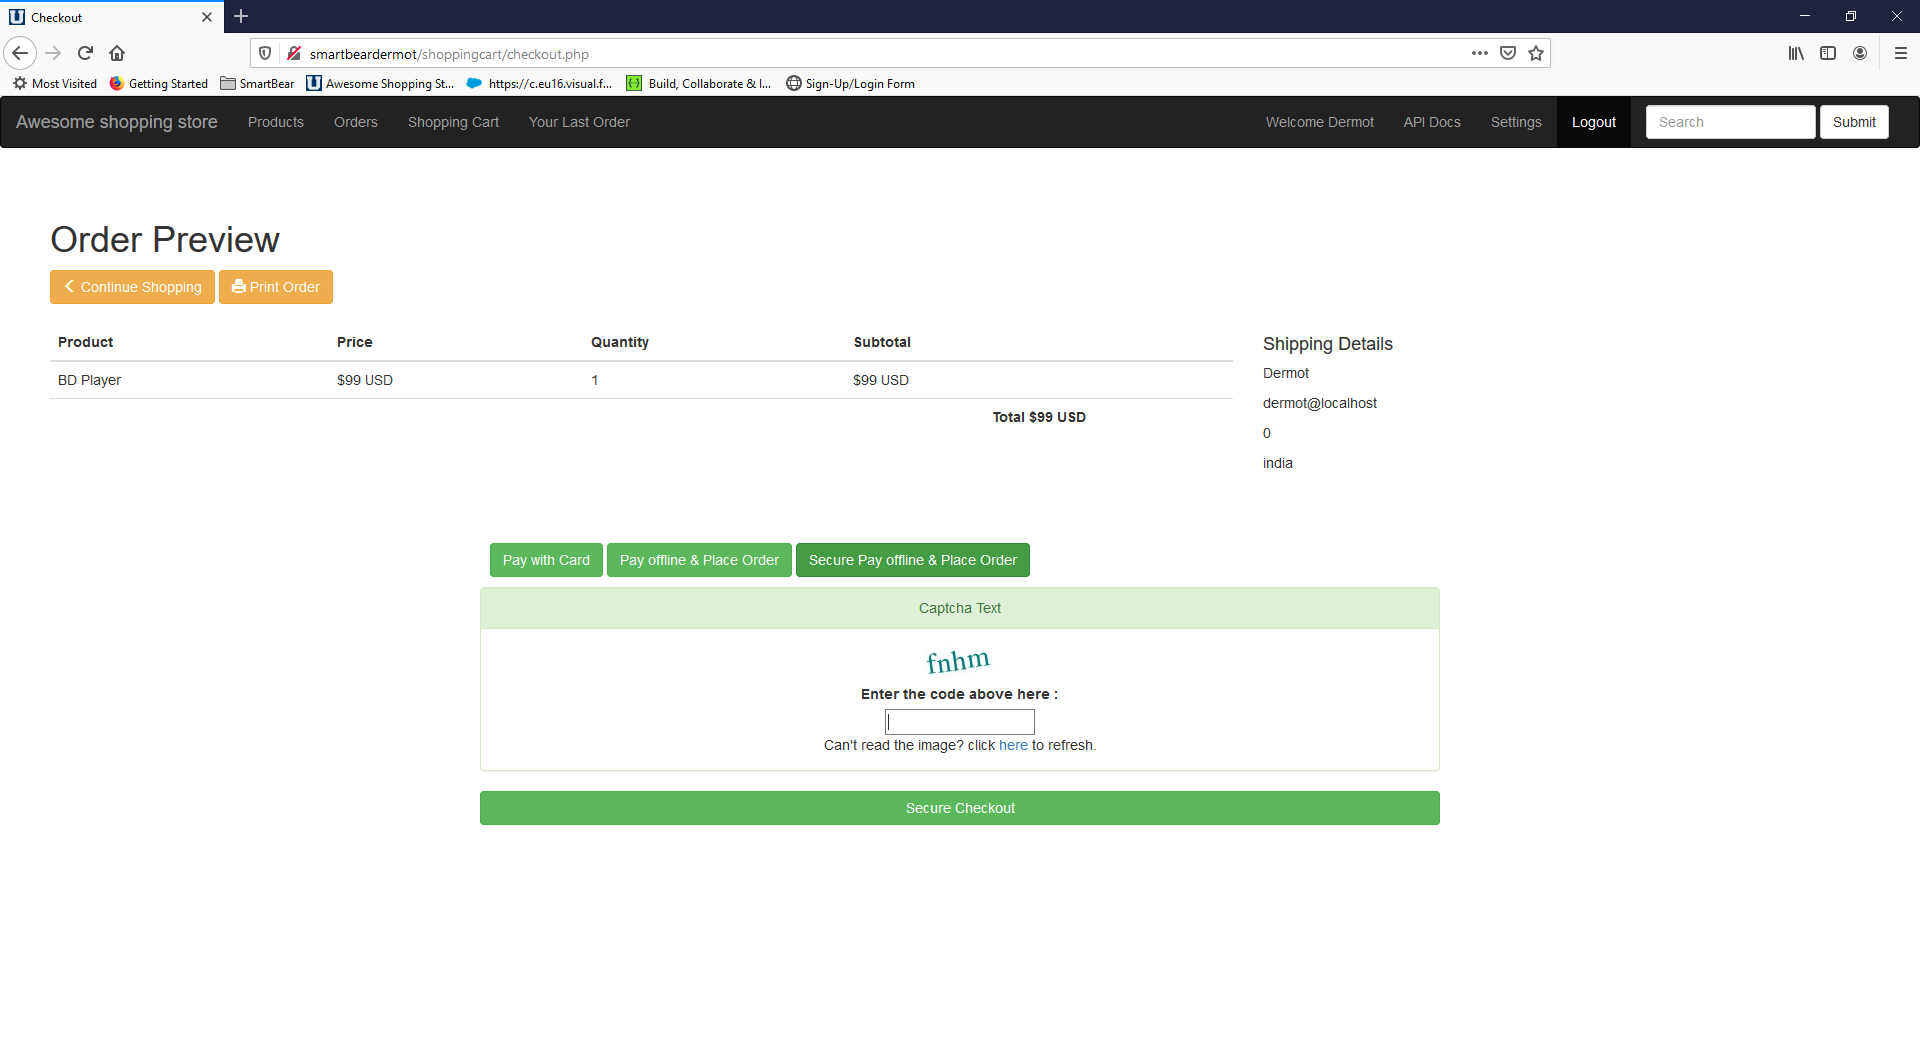 Checkout
smartbeardermot/shoppingcart/checkout.php
Most Visited Getting Started SmartBear Awesome Shopping St... https://c.eu16.visual.f... Build, Collaborate & I... Sign-Up/Login Form
Awesome shopping store Products Orders Shopping Cart Your Last Order Welcome Dermot API Docs Settings Logout Search Submit
Order Preview
Continue Shopping Print Order
Product Price Quantity Subtotal
BD Player $99 USD 1 $99 USD
Total $99 USD
Shipping Details
Dermot
dermot@localhost
0
india
Pay with Card Pay offline & Place Order Secure Pay offline & Place Order
Captcha Text
fnhm
Enter the code above here :
Can't read the image? click here to refresh.
Secure Checkout